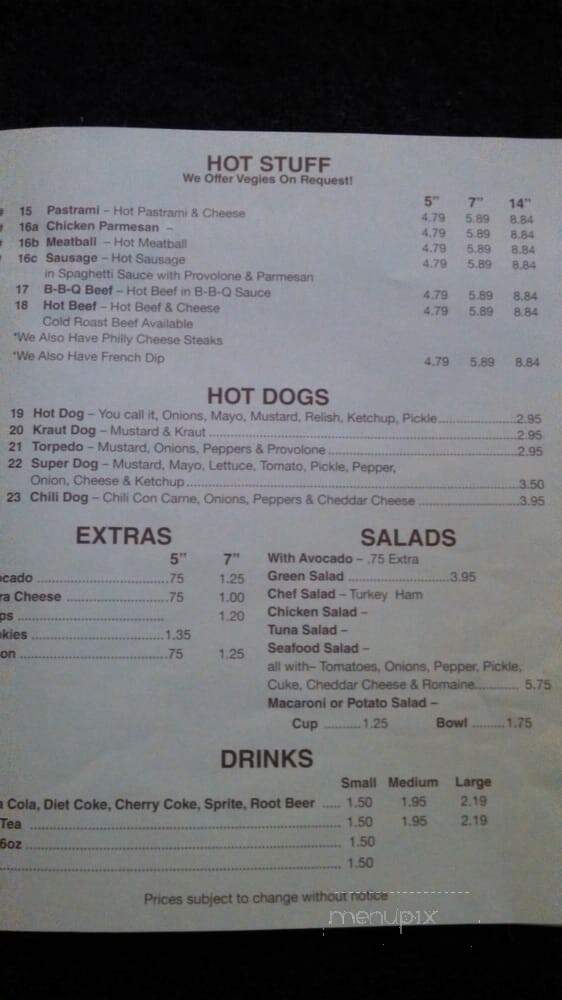 HOT STUFF
We Offer Vegies On Request!
5" 7" 14"
15 Pastrami – Hot Pastrami & Cheese 4.79 5.89 8.84
16a Chicken Parmesan – 4.79 5.89 8.84
16b Meatball – Hot Meatball 4.79 5.89 8.84
16c Sausage – Hot Sausage 4.79 5.89 8.84
in Spaghetti Sauce with Provolone & Parmesan
17 B-B-Q Beef – Hot Beef in B-B-Q Sauce 4.79 5.89 8.84
18 Hot Beef – Hot Beef & Cheese 4.79 5.89 8.84
Cold Roast Beef Available
*We Also Have Philly Cheese Steaks
*We Also Have French Dip 4.79 5.89 8.84
HOT DOGS
19 Hot Dog – You call it, Onions, Mayo, Mustard, Relish, Ketchup, Pickle 2.95
20 Kraut Dog – Mustard & Kraut 2.95
21 Torpedo – Mustard, Onions, Peppers & Provolone 2.95
22 Super Dog – Mustard, Mayo, Lettuce, Tomato, Pickle, Pepper,
Onion, Cheese & Ketchup 3.50
23 Chili Dog – Chili Con Carne, Onions, Peppers & Cheddar Cheese 3.95
EXTRAS
5" 7"
ocado .75 1.25
ra Cheese .75 1.00
ps 1.20
kies 1.35
on .75 1.25
SALADS
With Avocado – .75 Extra
Green Salad 3.95
Chef Salad – Turkey Ham
Chicken Salad –
Tuna Salad –
Seafood Salad –
all with– Tomatoes, Onions, Pepper, Pickle,
Cuke, Cheddar Cheese & Romaine 5.75
Macaroni or Potato Salad –
Cup 1.25 Bowl 1.75
DRINKS
Small Medium Large
a Cola, Diet Coke, Cherry Coke, Sprite, Root Beer 1.50 1.95 2.19
Tea 1.50 1.95 2.19
6oz 1.50
1.50
Prices subject to change without notice
menupix